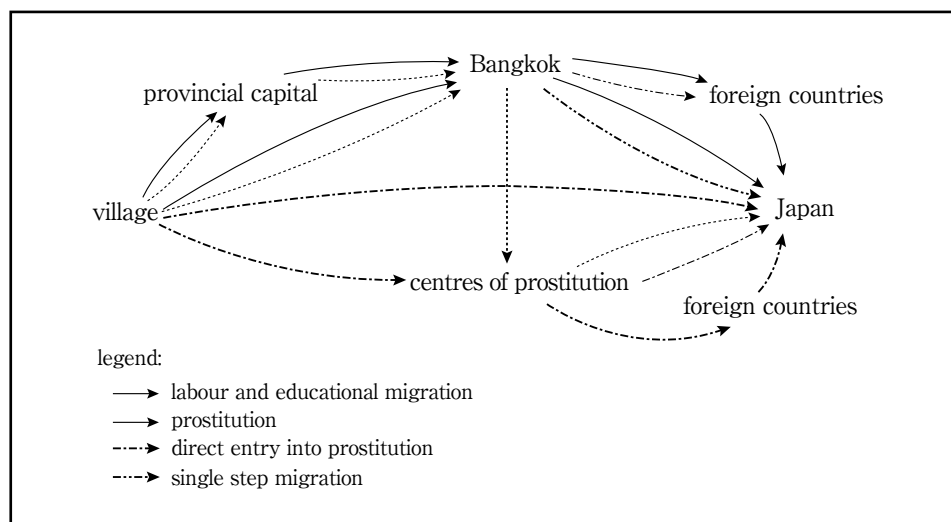 Bangkok
provincial capital
foreign countries
village
Japan
centres of prostitution
foreign countries
legend:
labour and educational migration
prostitution
direct entry into prostitution
single step migration